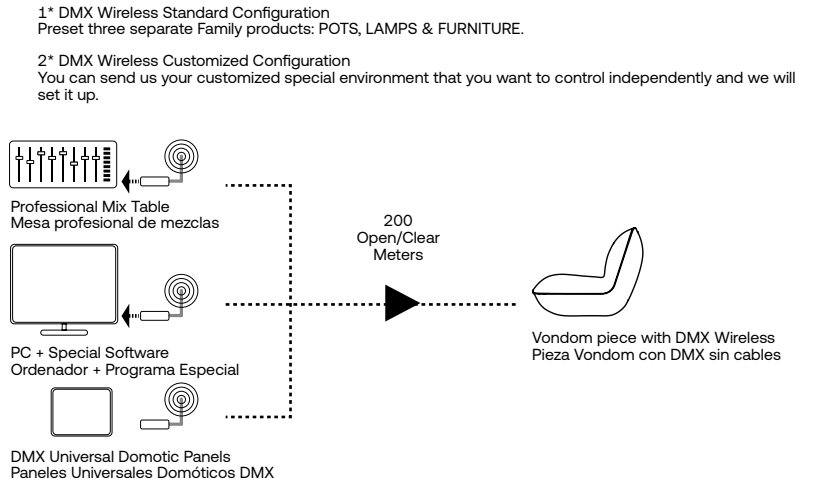 1* DMX Wireless Standard Configuration
Preset three separate Family products: POTS, LAMPS & FURNITURE.
2* DMX Wireless Customized Configuration
You can send us your customized special environment that you want to control independently and we will
set it up.
Professional Mix Table
Mesa profesional de mezclas
200
Open/Clear
Meters
PC + Special Software
Ordenador + Programa Especial
Vondom piece with DMX Wireless
Pieza Vondom con DMX sin cables
DMX Universal Domotic Panels
Paneles Universales Domóticos DMX